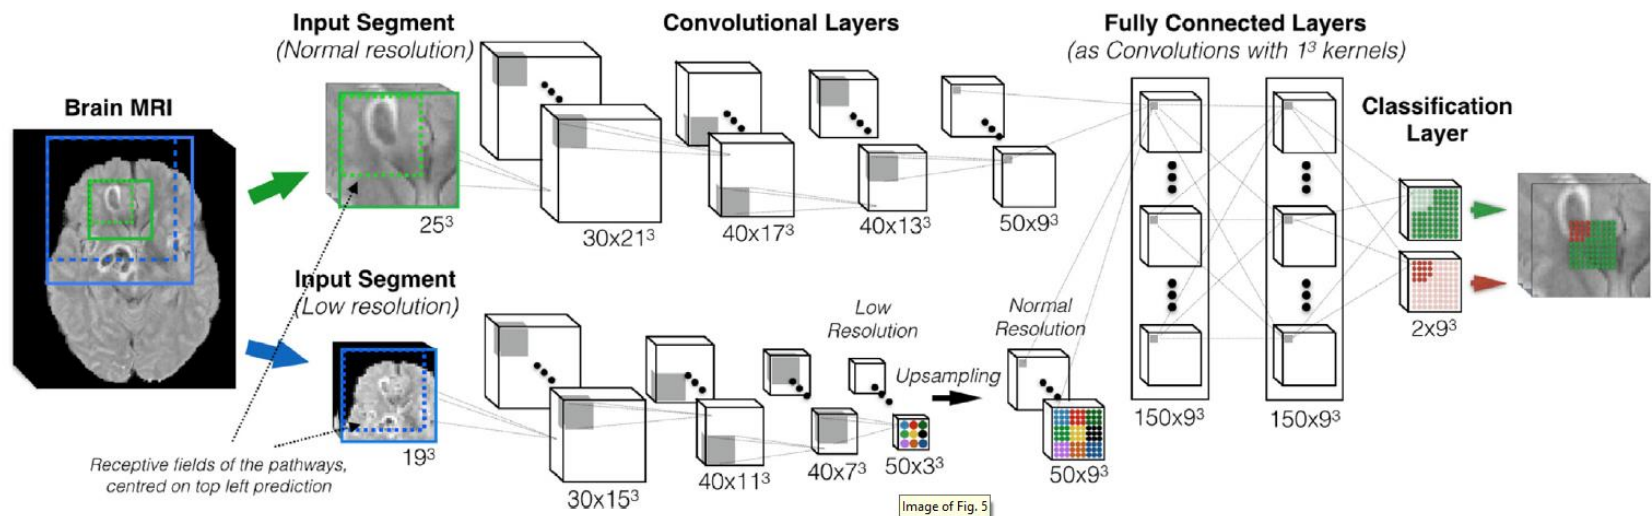 Brain MRI
Input Segment
(Normal resolution)
25³
Convolutional Layers
30x21³
40x17³
40x13³
50x9³
Fully Connected Layers
(as Convolutions with 1³ kernels)
150x9³
150x9³
Classification
Layer
2x9³
Input Segment
(Low resolution)
19³
30x15³
40x11³
40x7³
Low
Resolution
50x3³
Upsampling
Normal
Resolution
50x9³
Receptive fields of the pathways,
centred on top left prediction
Image of Fig. 5